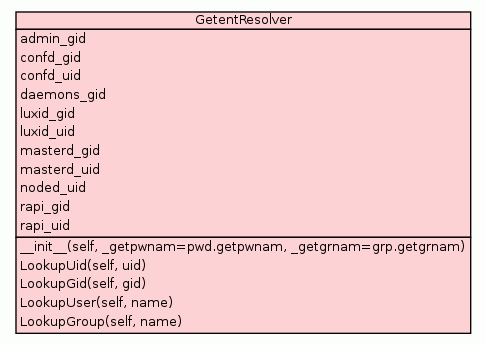 GetentResolver
admin_gid
confd_gid
confd_uid
daemons_gid
luxid_gid
luxid_uid
masterd_gid
masterd_uid
noded_uid
rapi_gid
rapi_uid
__init__(self, _getpwnam=pwd.getpwnam, _getgrnam=grp.getgrnam)
LookupUid(self, uid)
LookupGid(self, gid)
LookupUser(self, name)
LookupGroup(self, name)